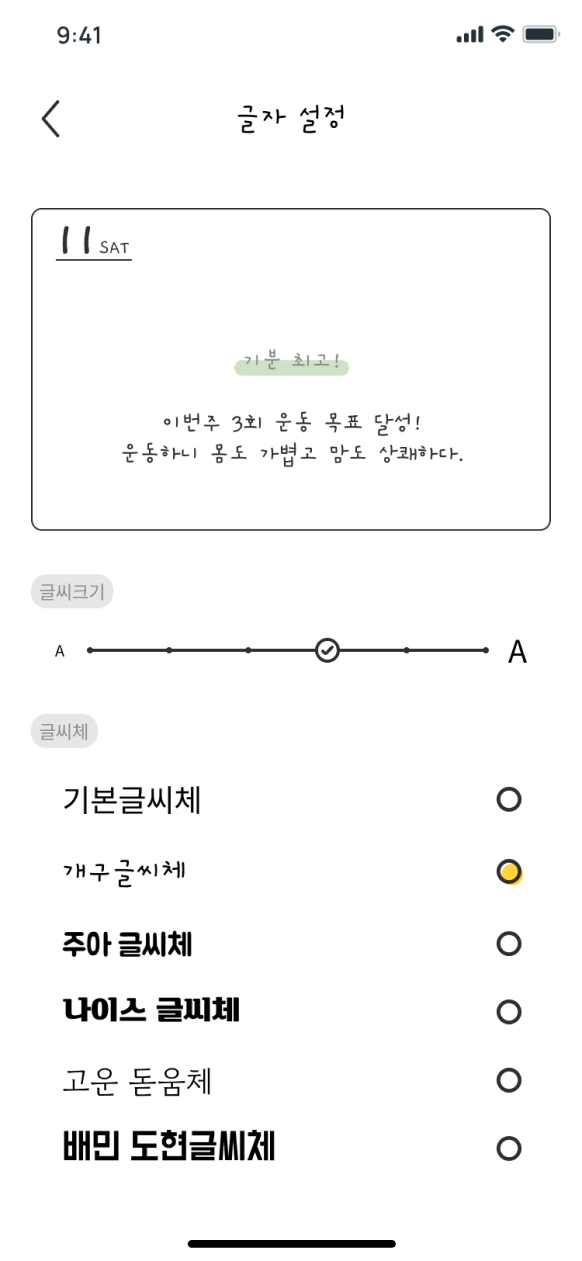 9:41
글자 설정
11 SAT
기분 최고!
이번주 3회 운동 목표 달성!
운동하니 몸도 가볍고 맘도 상쾌하다.
글씨크기
A A
글씨체
기본글씨체
개구글씨체
주아 글씨체
나이스 글씨체
고운 돋움체
배민 도현글씨체